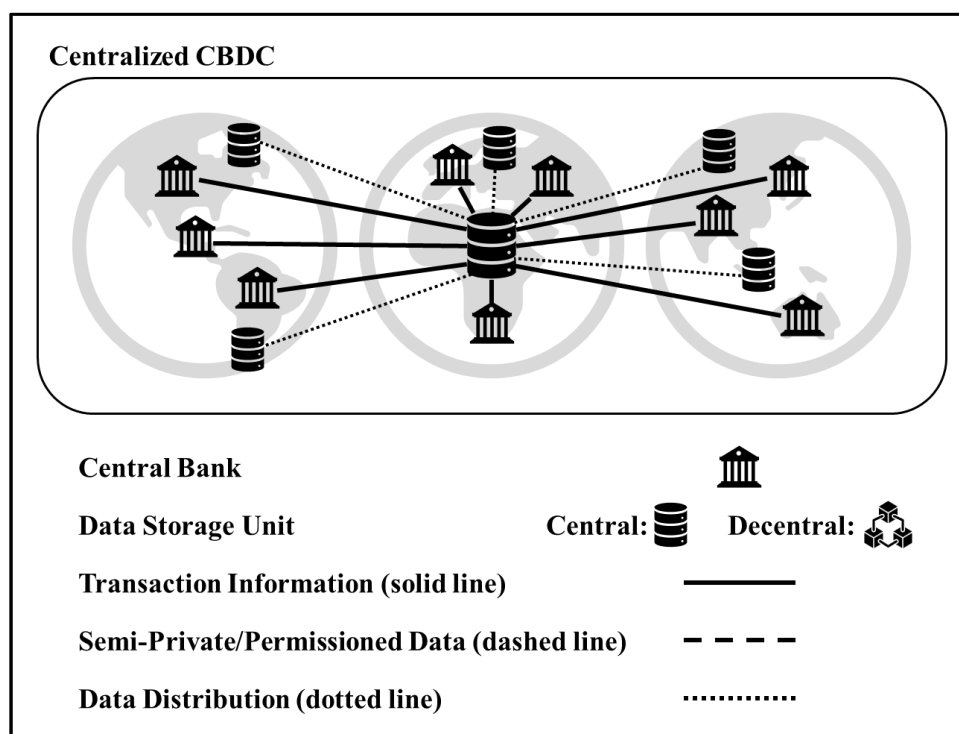 Centralized CBDC
Central Bank
Data Storage Unit Central: Decentral:
Transaction Information (solid line)
Semi-Private/Permissioned Data (dashed line)
Data Distribution (dotted line)